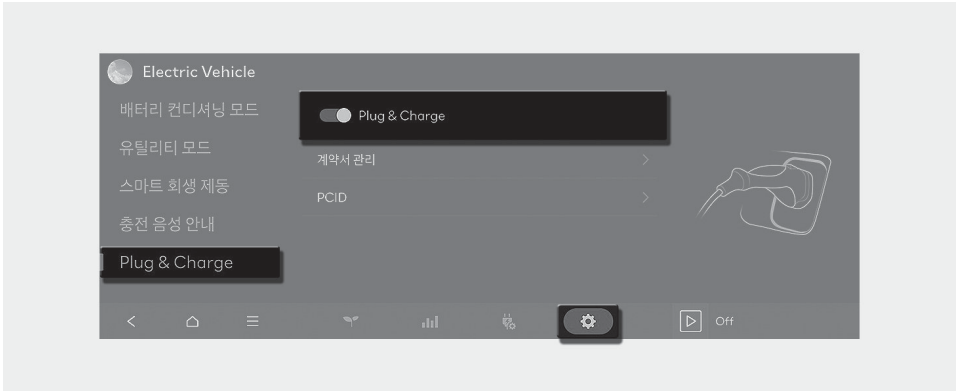 Electric Vehicle
배터리 컨디셔닝 모드
유틸리티 모드
스마트 회생 제동
충전 음성 안내
Plug & Charge
Plug & Charge
계약서 관리
PCID
Off